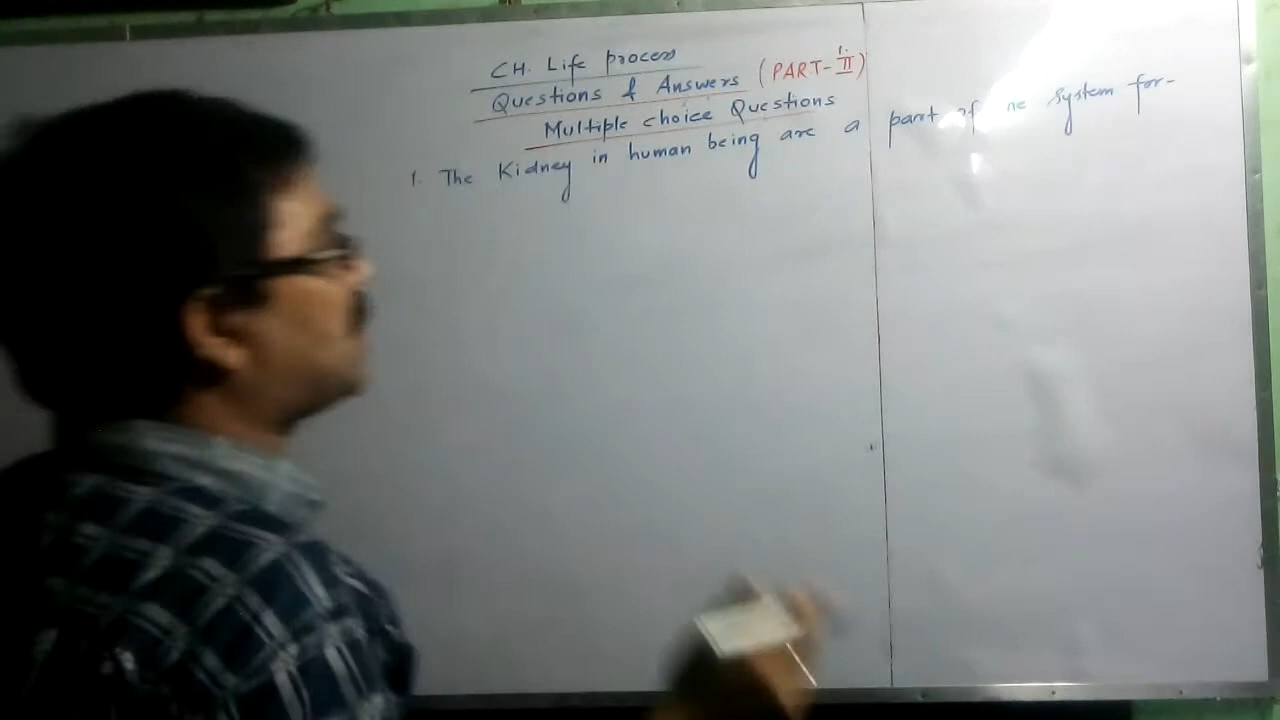 CH. Life process
Questions & Answers (PART-II)
Multiple choice Questions
1. The Kidney in human being are a part of system for-